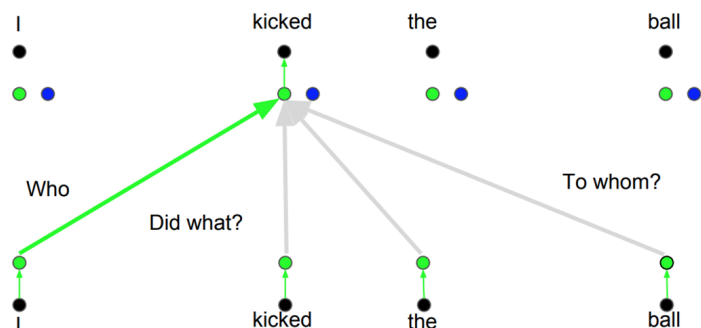 I kicked the ball
Who
To whom?
Did what?
I kicked the ball